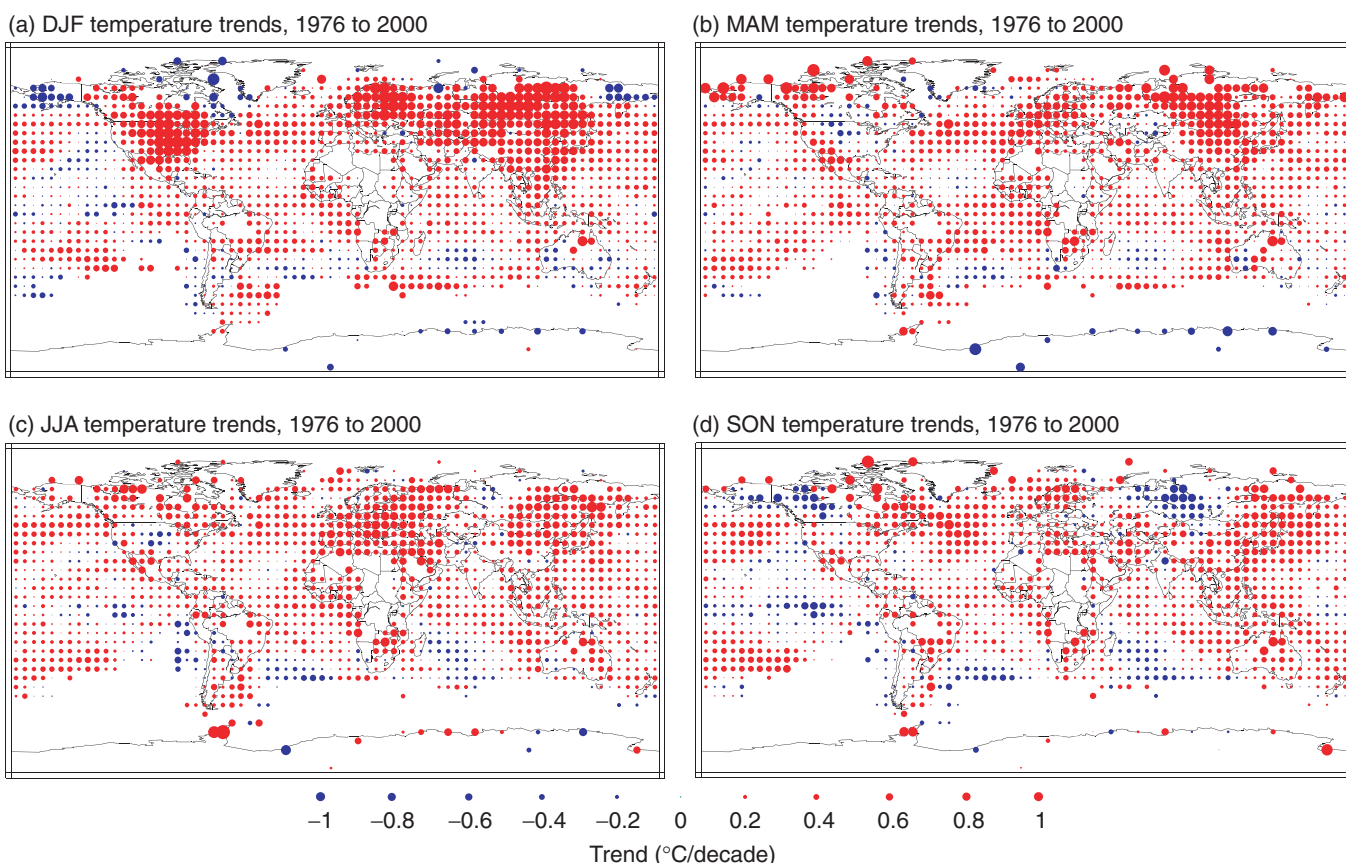 (a) DJF temperature trends, 1976 to 2000
(b) MAM temperature trends, 1976 to 2000
(c) JJA temperature trends, 1976 to 2000
(d) SON temperature trends, 1976 to 2000
−1 −0.8 −0.6 −0.4 −0.2 0 0.2 0.4 0.6 0.8 1
Trend (°C/decade)